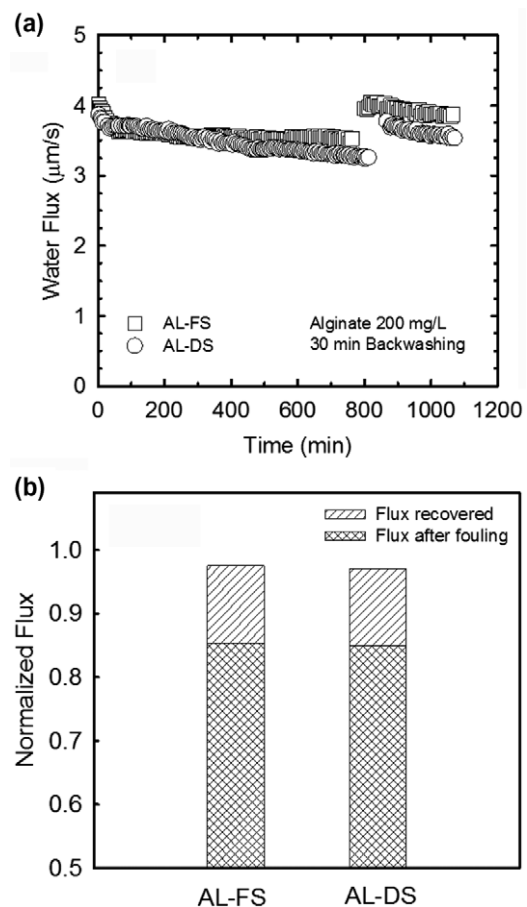 (a)
5
4
3
2
1
0
Water Flux (μm/s)
AL-FS
AL-DS
Alginate 200 mg/L
30 min Backwashing
0 200 400 600 800 1000 1200
Time (min)
(b)
Flux recovered
Flux after fouling
1.0
0.9
0.8
0.7
0.6
0.5
Normalized Flux
AL-FS AL-DS